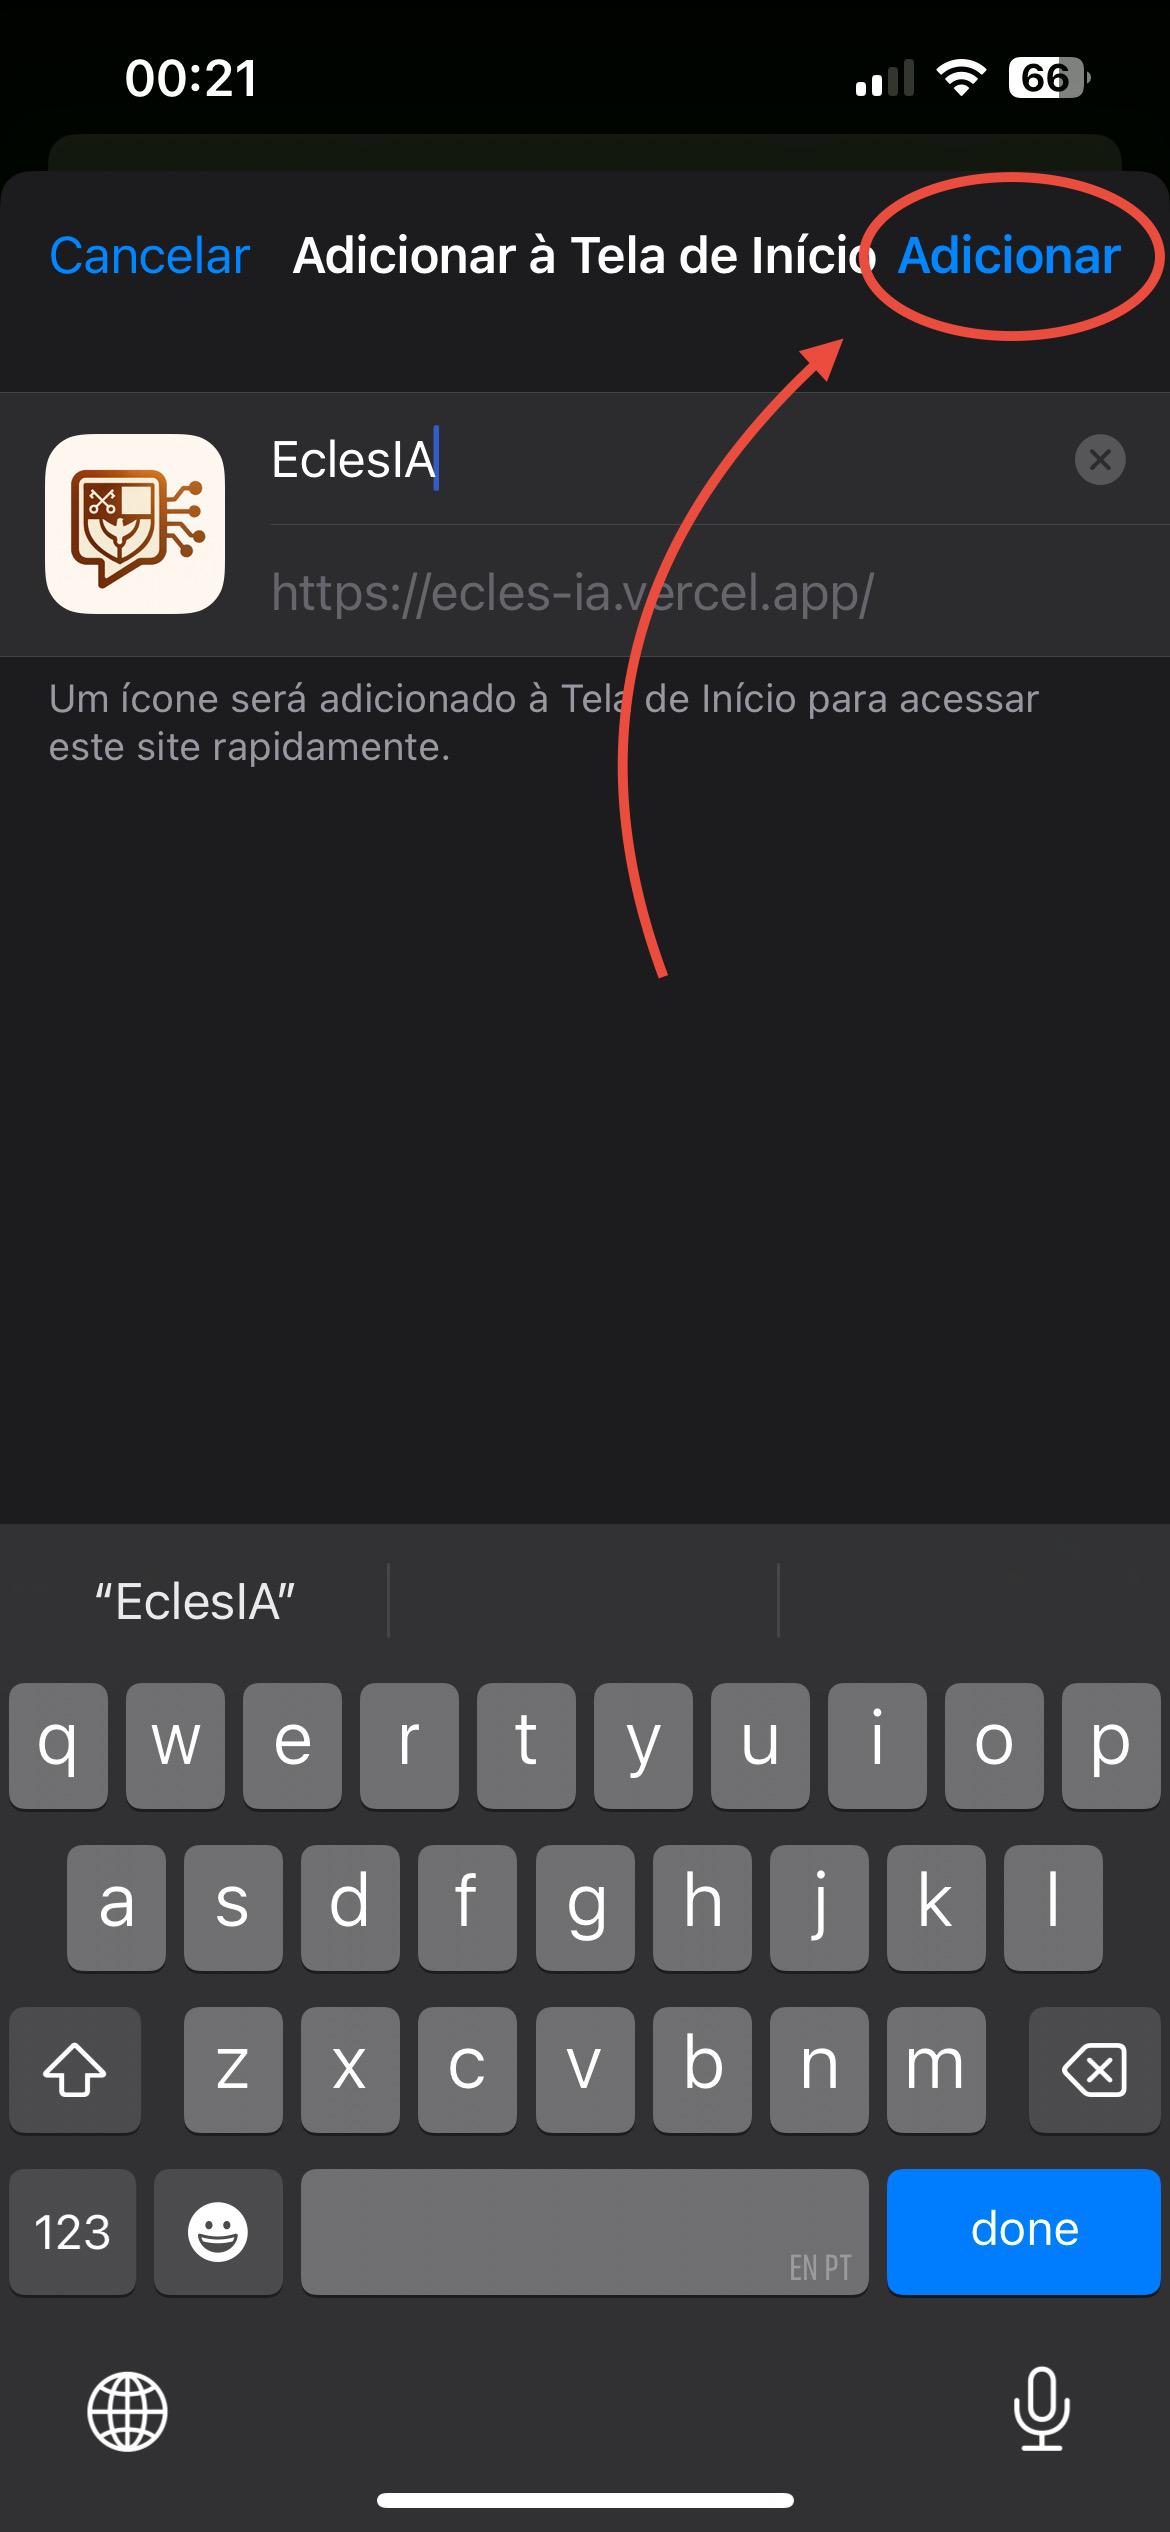 00:21
66
Cancelar
Adicionar à Tela de Início
Adicionar
EclesIA
https://ecles-ia.vercel.app/
Um ícone será adicionado à Tela de Início para acessar
este site rapidamente.
“EclesIA”
q w e r t y u i o p
a s d f g h j k l
z x c v b n m
123
EN PT
done